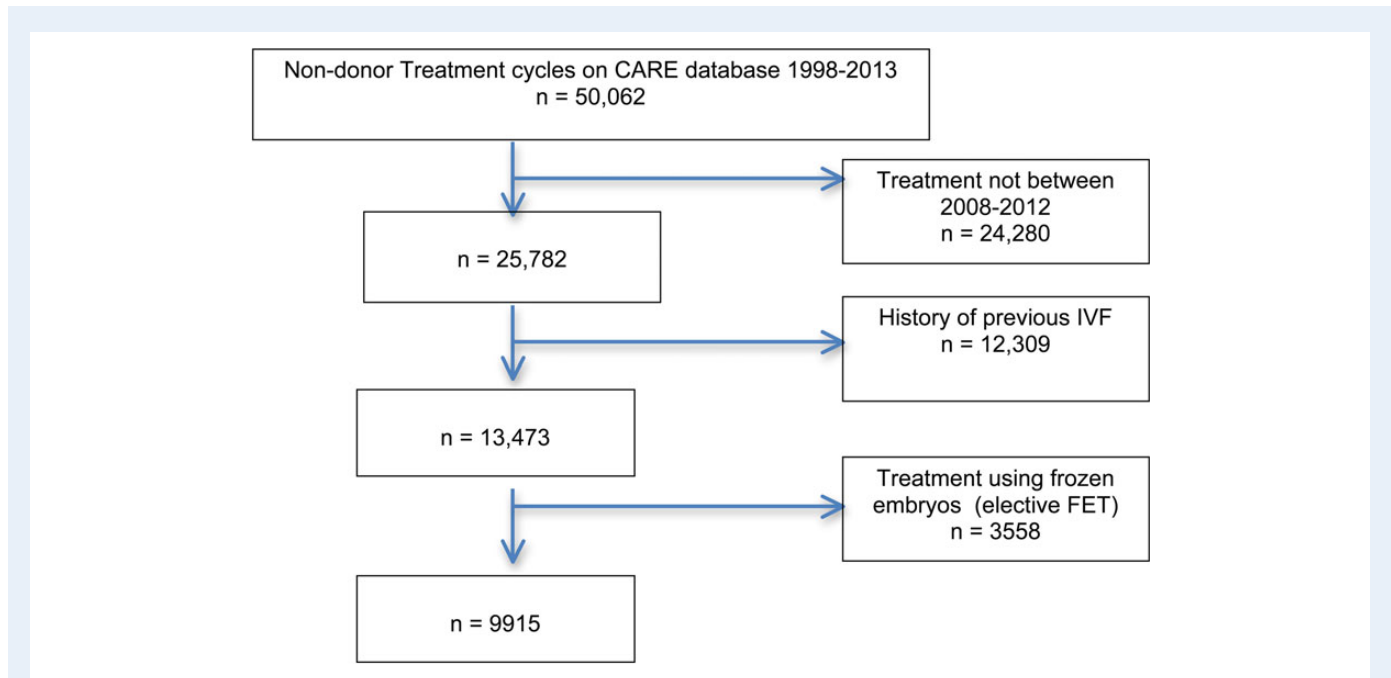 Non-donor Treatment cycles on CARE database 1998-2013
n = 50,062
Treatment not between
2008-2012
n = 24,280
n = 25,782
History of previous IVF
n = 12,309
n = 13,473
Treatment using frozen
embryos (elective FET)
n = 3558
n = 9915